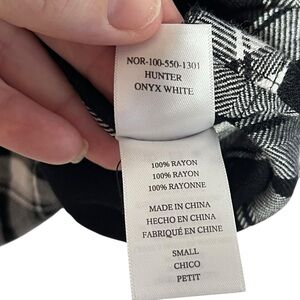 NOR-100-550-1301
HUNTER
ONYX WHITE
100% RAYON
100% RAYON
100% RAYONNE
MADE IN CHINA
HECHO EN CHINA
FABRIQUÉ EN CHINE
SMALL
CHICO
PETIT